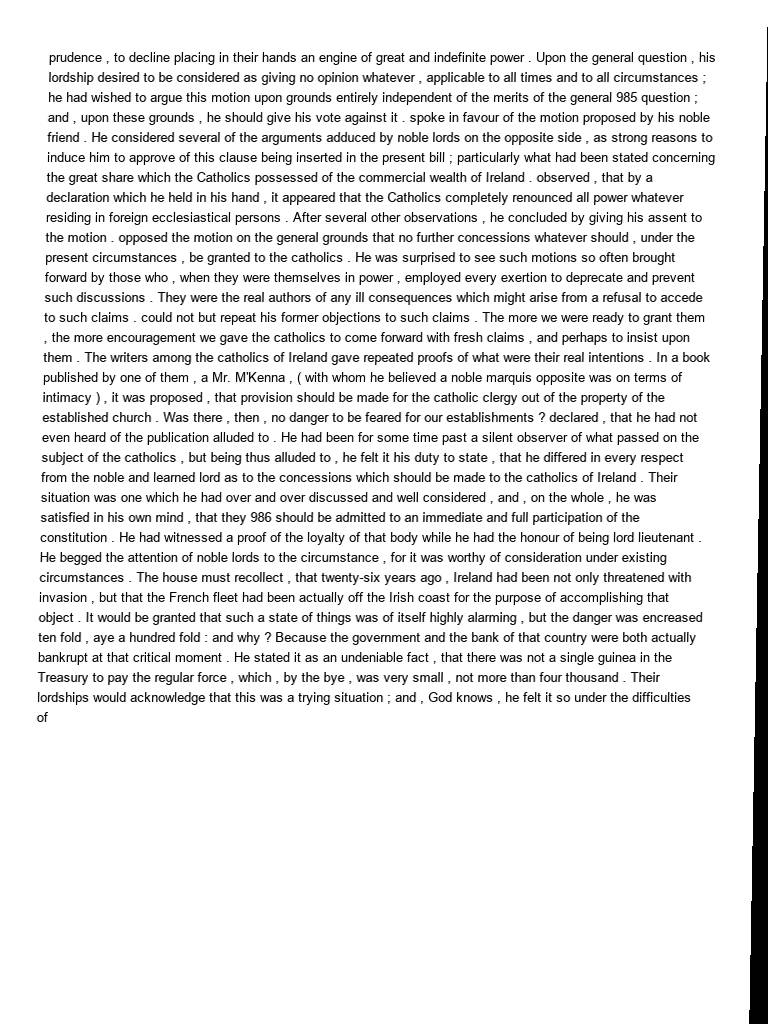 prudence , to decline placing in their hands an engine of great and indefinite power . Upon the general question , his
lordship desired to be considered as giving no opinion whatever , applicable to all times and to all circumstances ;
he had wished to argue this motion upon grounds entirely independent of the merits of the general 985 question ;
and , upon these grounds , he should give his vote against it . spoke in favour of the motion proposed by his noble
friend . He considered several of the arguments adduced by noble lords on the opposite side , as strong reasons to
induce him to approve of this clause being inserted in the present bill ; particularly what had been stated concerning
the great share which the Catholics possessed of the commercial wealth of Ireland . observed , that by a
declaration which he held in his hand , it appeared that the Catholics completely renounced all power whatever
residing in foreign ecclesiastical persons . After several other observations , he concluded by giving his assent to
the motion . opposed the motion on the general grounds that no further concessions whatever should , under the
present circumstances , be granted to the catholics . He was surprised to see such motions so often brought
forward by those who , when they were themselves in power , employed every exertion to deprecate and prevent
such discussions . They were the real authors of any ill consequences which might arise from a refusal to accede
to such claims . could not but repeat his former objections to such claims . The more we were ready to grant them
, the more encouragement we gave the catholics to come forward with fresh claims , and perhaps to insist upon
them . The writers among the catholics of Ireland gave repeated proofs of what were their real intentions . In a book
published by one of them , a Mr. M'Kenna , ( with whom he believed a noble marquis opposite was on terms of
intimacy ) , it was proposed , that provision should be made for the catholic clergy out of the property of the
established church . Was there , then , no danger to be feared for our establishments ? declared , that he had not
even heard of the publication alluded to . He had been for some time past a silent observer of what passed on the
subject of the catholics , but being thus alluded to , he felt it his duty to state , that he differed in every respect
from the noble and learned lord as to the concessions which should be made to the catholics of Ireland . Their
situation was one which he had over and over discussed and well considered , and , on the whole , he was
satisfied in his own mind , that they 986 should be admitted to an immediate and full participation of the
constitution . He had witnessed a proof of the loyalty of that body while he had the honour of being lord lieutenant .
He begged the attention of noble lords to the circumstance , for it was worthy of consideration under existing
circumstances . The house must recollect , that twenty-six years ago , Ireland had been not only threatened with
invasion , but that the French fleet had been actually off the Irish coast for the purpose of accomplishing that
object . It would be granted that such a state of things was of itself highly alarming , but the danger was encreased
ten fold , aye a hundred fold : and why ? Because the government and the bank of that country were both actually
bankrupt at that critical moment . He stated it as an undeniable fact , that there was not a single guinea in the
Treasury to pay the regular force , which , by the bye , was very small , not more than four thousand . Their
lordships would acknowledge that this was a trying situation ; and , God knows , he felt it so under the difficulties
of